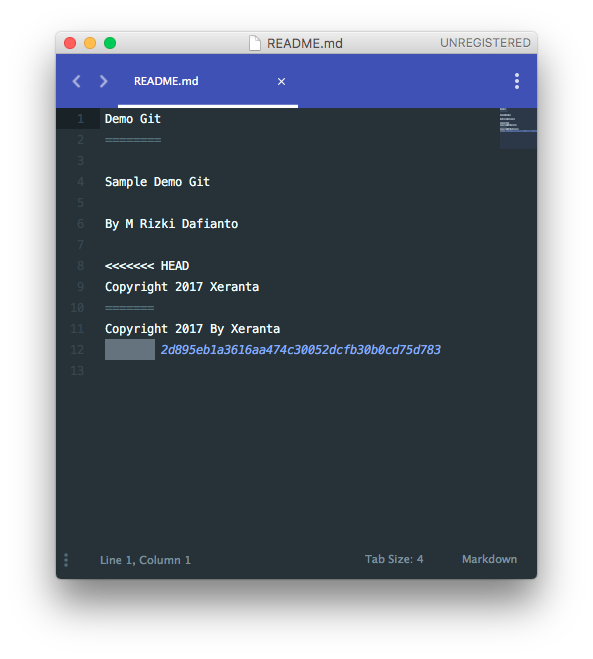 README.md
UNREGISTERED
README.md ×
1 Demo Git
2 ========
3
4 Sample Demo Git
5
6 By M Rizki Dafianto
7
8 <<<<<<< HEAD
9 Copyright 2017 Xeranta
10 =======
11 Copyright 2017 By Xeranta
12 2d895eb1a3616aa474c30052dcfb30b0cd75d783
13
Line 1, Column 1
Tab Size: 4
Markdown